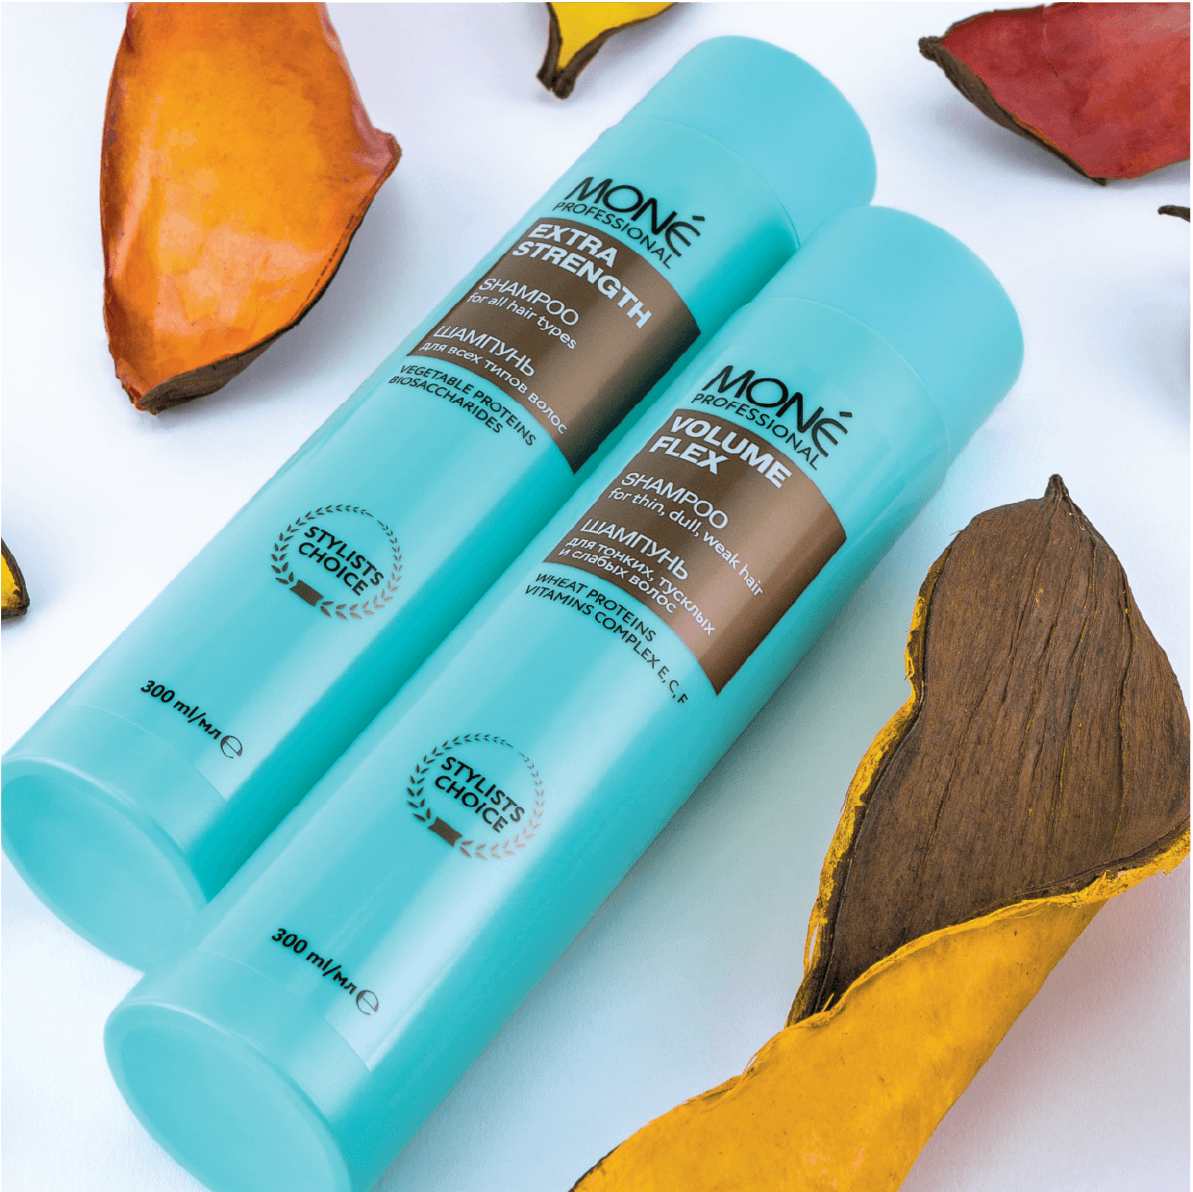 MONÉ
PROFESSIONAL
EXTRA
STRENGTH
SHAMPOO
for all hair types
ШАМПУНЬ
для всех типов волос
VEGETABLE PROTEINS
BIOSACCHARIDES
STYLISTS
CHOICE
300 ml/мл ℮
MONÉ
PROFESSIONAL
VOLUME
FLEX
SHAMPOO
for thin, dull, weak hair
ШАМПУНЬ
для тонких, тусклых
и слабых волос
WHEAT PROTEINS
VITAMINS COMPLEX E, C, F
STYLISTS
CHOICE
300 ml/мл ℮